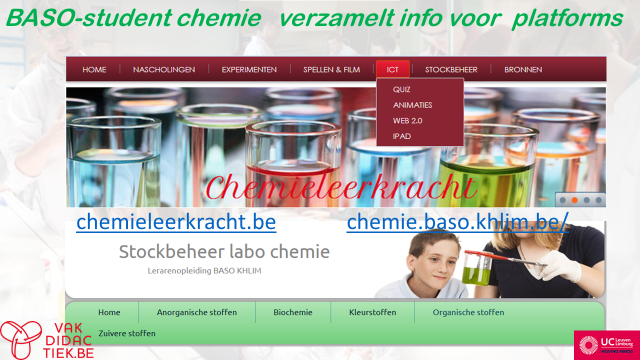 BASO-student chemie verzamelt info voor platforms
HOME NASCHOLINGEN EXPERIMENTEN SPELLEN & FILM ICT STOCKBEHEER BRONNEN
QUIZ
ANIMATIES
WEB 2.0
IPAD
Chemieleerkracht
chemieleerkracht.be chemie.baso.khlim.be/
Stockbeheer labo chemie
Lerarenopleiding BASO KHLIM
Home Anorganische stoffen Biochemie Kleurstoffen Organische stoffen
Zuivere stoffen
VAK
DIDAC
TIEK.BE
UC Leuven
Limburg